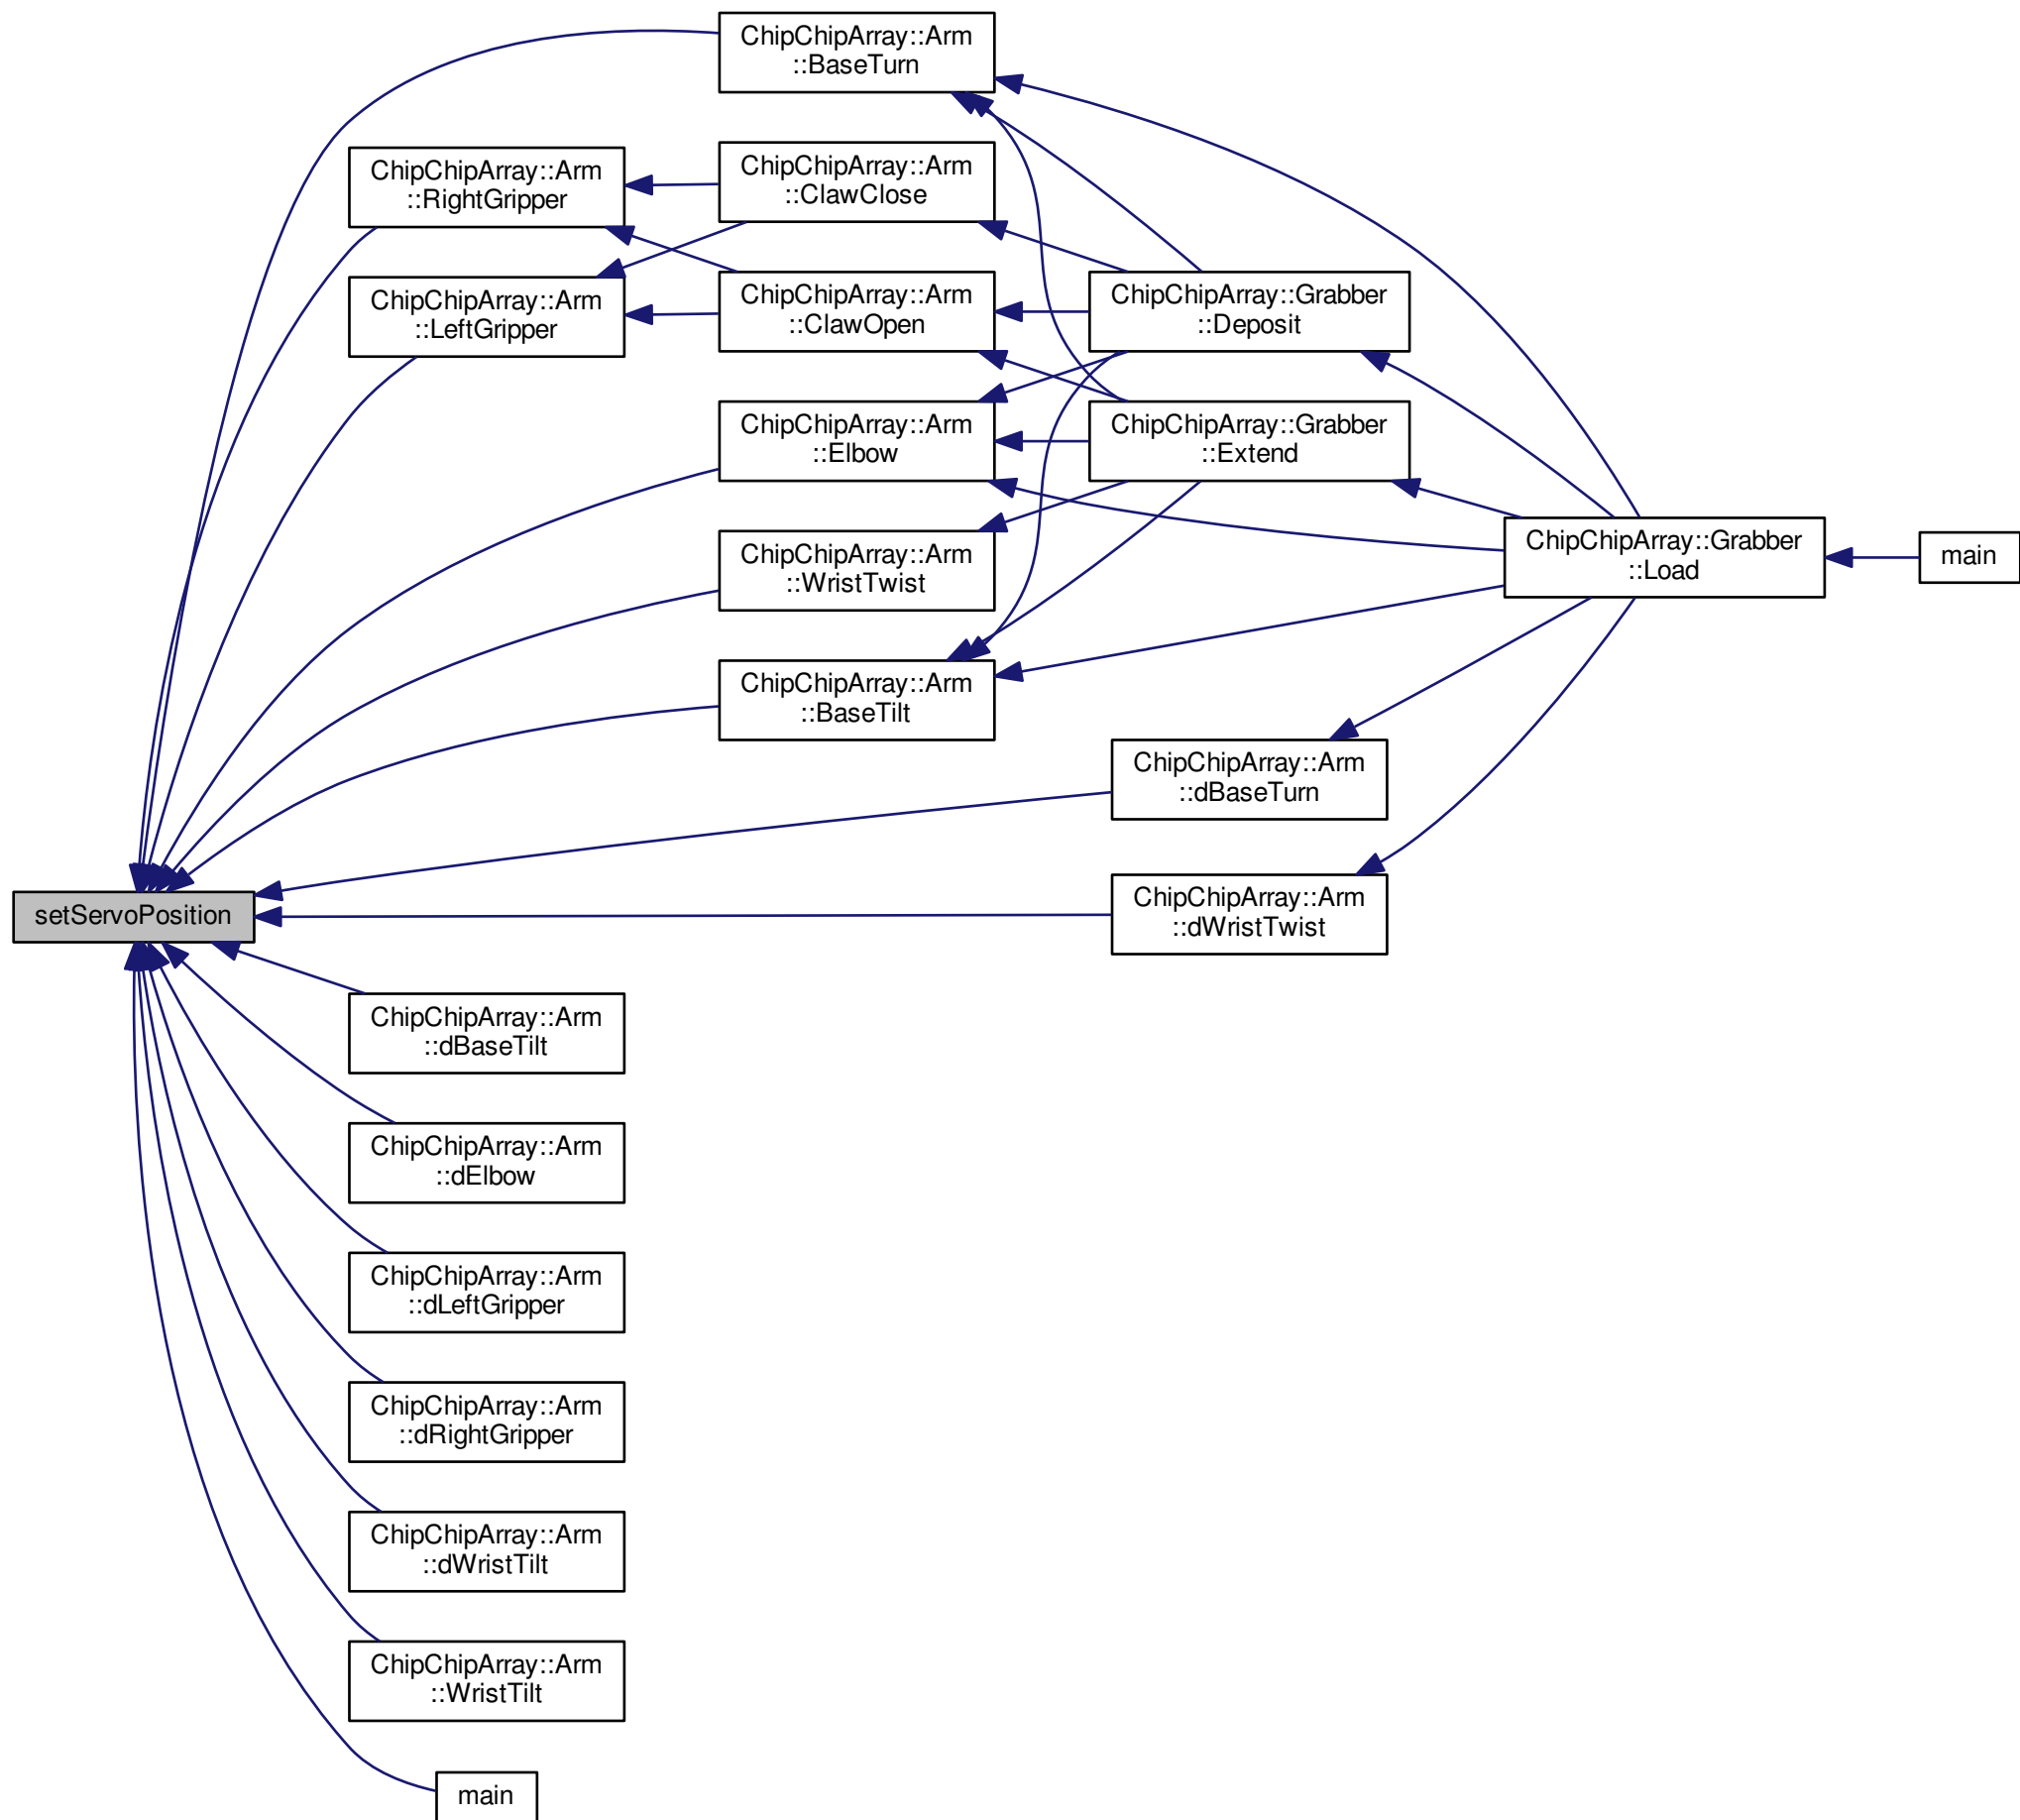 ChipChipArray::Arm
::BaseTurn
ChipChipArray::Arm
::RightGripper
ChipChipArray::Arm
::ClawClose
ChipChipArray::Arm
::LeftGripper
ChipChipArray::Arm
::ClawOpen
ChipChipArray::Grabber
::Deposit
ChipChipArray::Arm
::Elbow
ChipChipArray::Grabber
::Extend
ChipChipArray::Arm
::WristTwist
ChipChipArray::Grabber
::Load
main
ChipChipArray::Arm
::BaseTilt
ChipChipArray::Arm
::dBaseTurn
setServoPosition
ChipChipArray::Arm
::dWristTwist
ChipChipArray::Arm
::dBaseTilt
ChipChipArray::Arm
::dElbow
ChipChipArray::Arm
::dLeftGripper
ChipChipArray::Arm
::dRightGripper
ChipChipArray::Arm
::dWristTilt
ChipChipArray::Arm
::WristTilt
main